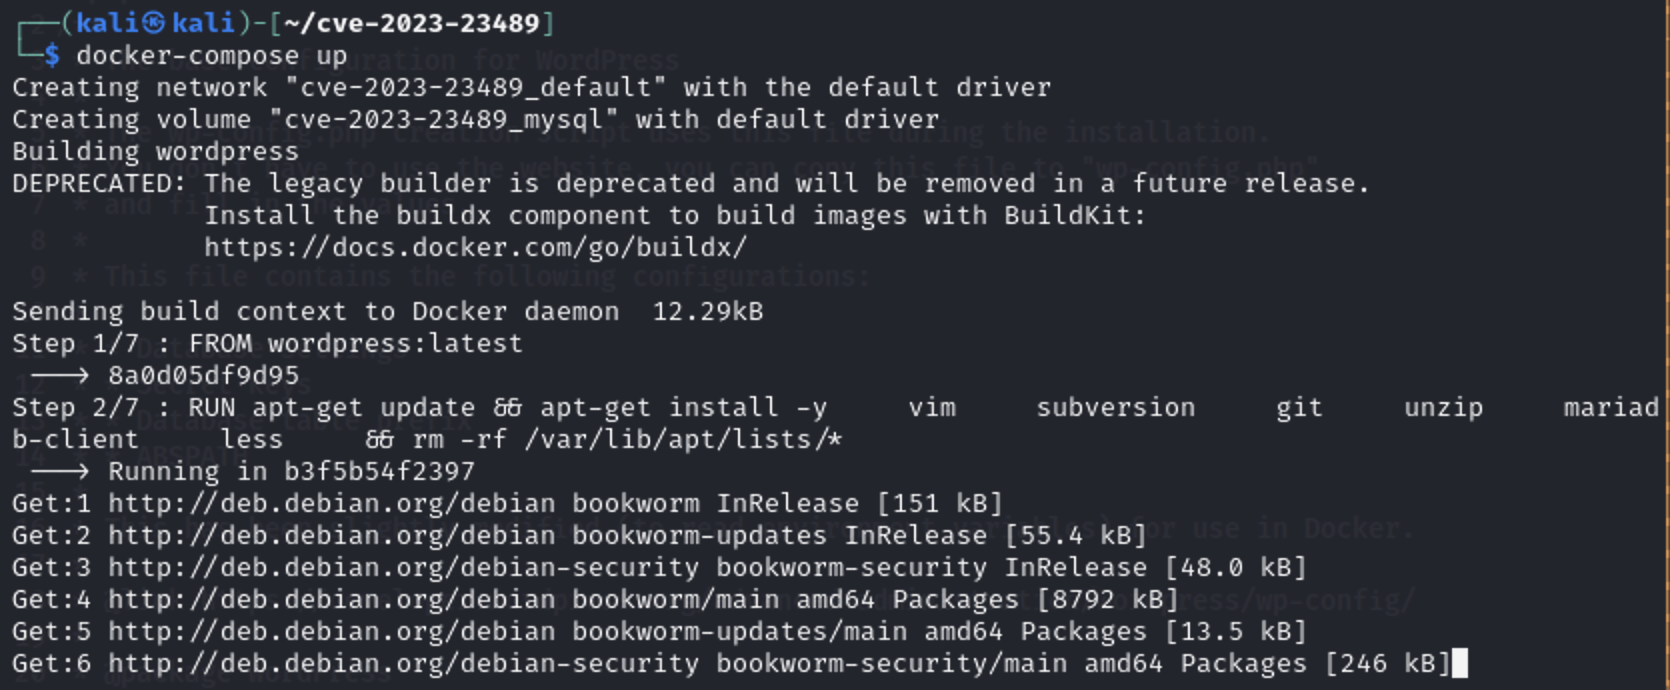 ┌──(kali㉿kali)-[~/cve-2023-23489]
└─$ docker-compose up
Creating network "cve-2023-23489_default" with the default driver
Creating volume "cve-2023-23489_mysql" with default driver
Building wordpress
DEPRECATED: The legacy builder is deprecated and will be removed in a future release.
            Install the buildx component to build images with BuildKit:
            https://docs.docker.com/go/buildx/
Sending build context to Docker daemon  12.29kB
Step 1/7 : FROM wordpress:latest
 ---> 8a0d05df9d95
Step 2/7 : RUN apt-get update && apt-get install -y     vim     subversion     git     unzip     mariad
b-client     less     && rm -rf /var/lib/apt/lists/*
 ---> Running in b3f5b54f2397
Get:1 http://deb.debian.org/debian bookworm InRelease [151 kB]
Get:2 http://deb.debian.org/debian bookworm-updates InRelease [55.4 kB]
Get:3 http://deb.debian.org/debian-security bookworm-security InRelease [48.0 kB]
Get:4 http://deb.debian.org/debian bookworm/main amd64 Packages [8792 kB]
Get:5 http://deb.debian.org/debian bookworm-updates/main amd64 Packages [13.5 kB]
Get:6 http://deb.debian.org/debian-security bookworm-security/main amd64 Packages [246 kB]